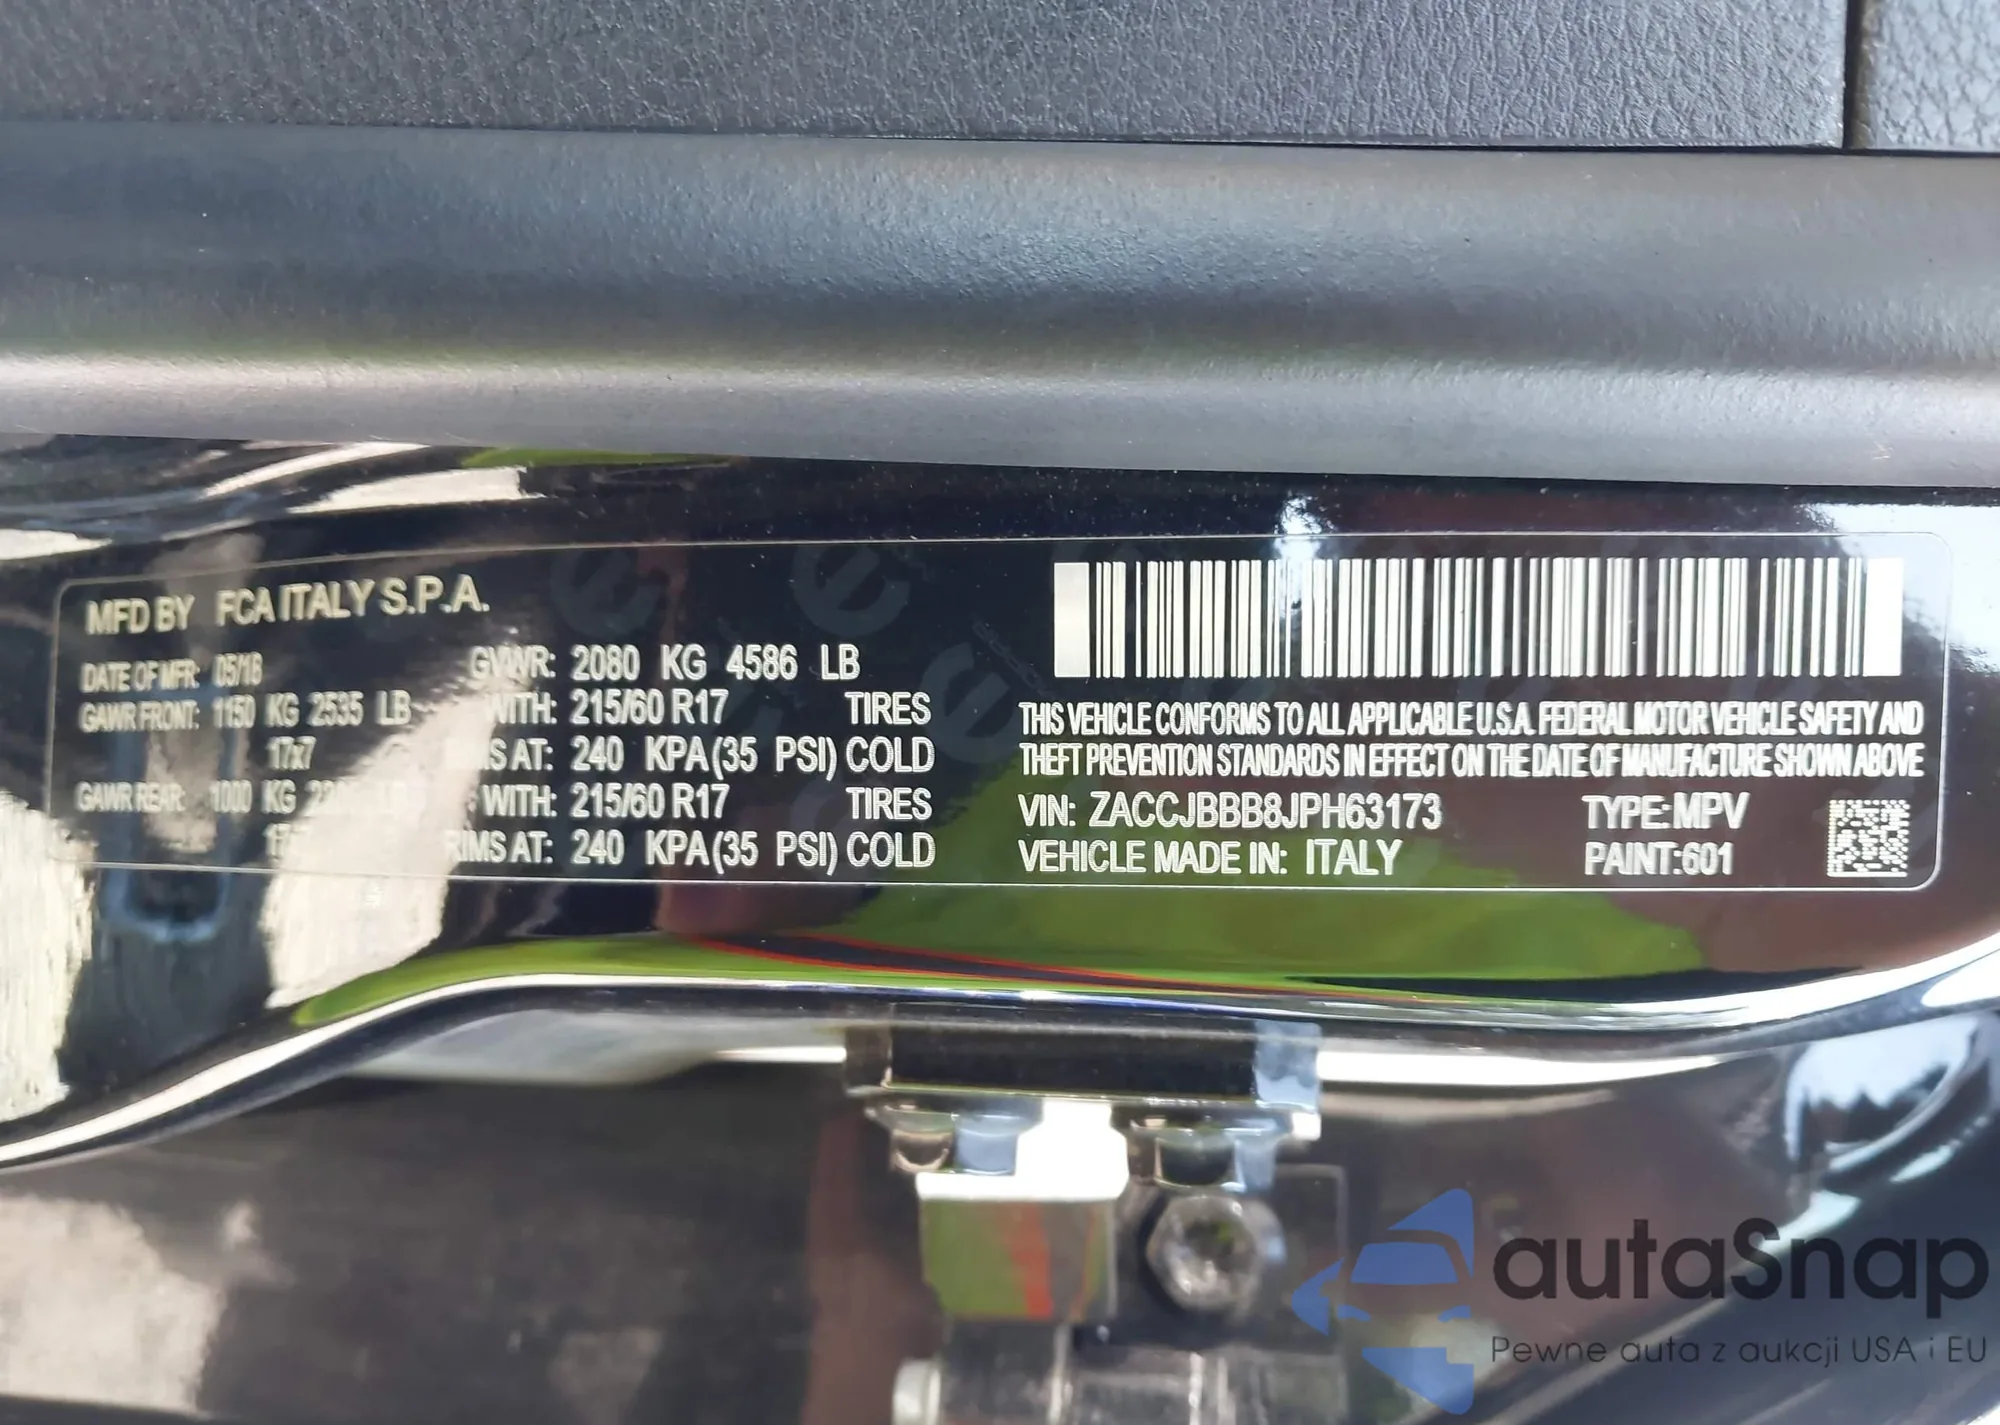 MFD BY FCA ITALY S.P.A.
DATE OF MFR: 05/18 GVWR: 2080 KG 4586 LB
GAWR FRONT: 1150 KG 2535 LB WITH: 215/60 R17 TIRES
17x7 AT: 240 KPA(35 PSI) COLD
GAWR REAR: 1000 KG LB WITH: 215/60 R17 TIRES
RIMS AT: 240 KPA(35 PSI) COLD
THIS VEHICLE CONFORMS TO ALL APPLICABLE U.S.A. FEDERAL MOTOR VEHICLE SAFETY AND
THEFT PREVENTION STANDARDS IN EFFECT ON THE DATE OF MANUFACTURE SHOWN ABOVE
VIN: ZACCJBBB8JPH63173 TYPE: MPV
VEHICLE MADE IN: ITALY PAINT:601
autaSnap
Pewne auta z aukcji USA i EU